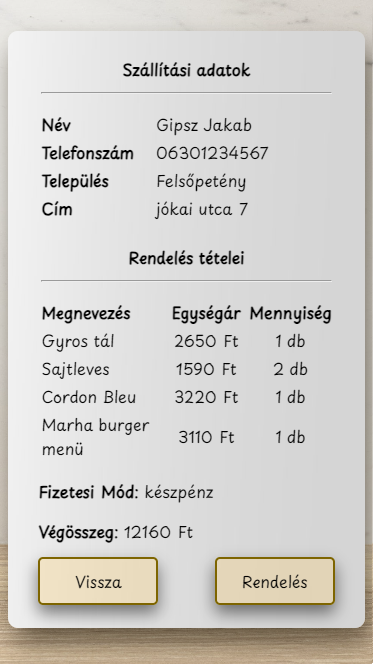 Szállítási adatok
Név Gipsz Jakab
Telefonszám 06301234567
Település Felsőpetény
Cím jókai utca 7
Rendelés tételei
Megnevezés Egységár Mennyiség
Gyros tál 2650 Ft 1 db
Sajtleves 1590 Ft 2 db
Cordon Bleu 3220 Ft 1 db
Marha burger menü 3110 Ft 1 db
Fizetesi Mód: készpénz
Végösszeg: 12160 Ft
Vissza Rendelés